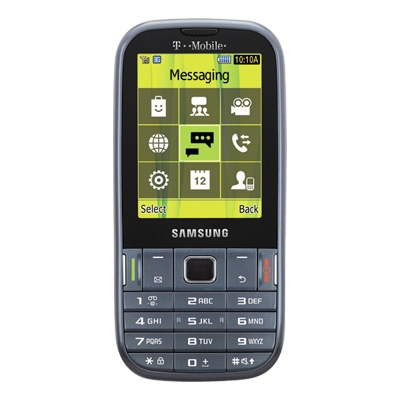 T··Mobile·
3G 10:10A
Messaging
12
Select Back
SAMSUNG
1 2 ABC 3 DEF
4 GHI 5 JKL 6 MNO
7 PQRS 8 TUV 9 WXYZ
* 0 + #